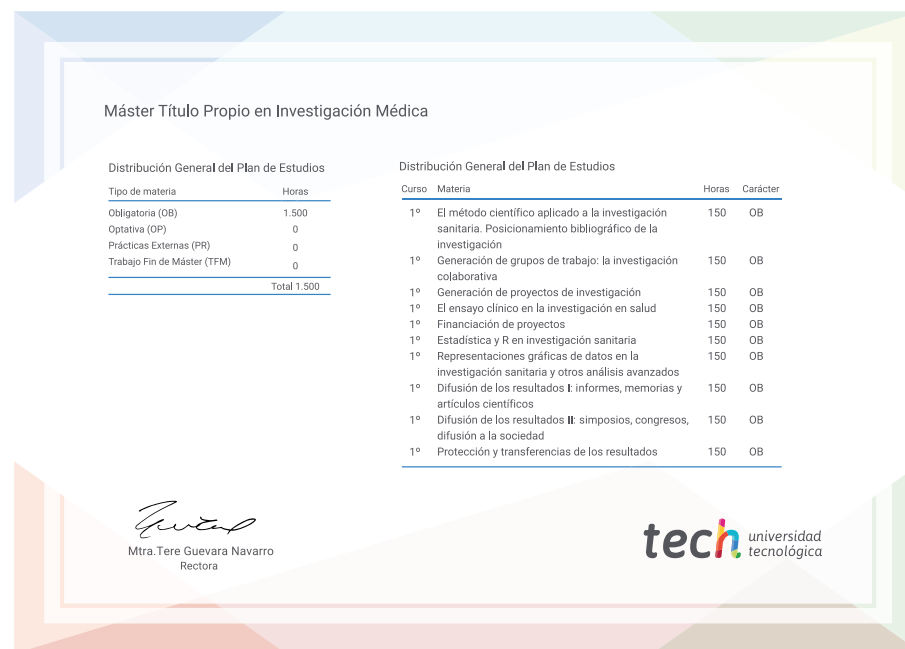 Máster Título Propio en Investigación Médica
Distribución General del Plan de Estudios
Tipo de materia Horas
Obligatoria (OB) 1.500
Optativa (OP) 0
Prácticas Externas (PR) 0
Trabajo Fin de Máster (TFM) 0
Total 1.500
Distribución General del Plan de Estudios
Curso Materia Horas Carácter
1º El método científico aplicado a la investigación 150 OB
sanitaria. Posicionamiento bibliográfico de la
investigación
1º Generación de grupos de trabajo: la investigación 150 OB
colaborativa
1º Generación de proyectos de investigación 150 OB
1º El ensayo clínico en la investigación en salud 150 OB
1º Financiación de proyectos 150 OB
1º Estadística y R en investigación sanitaria 150 OB
1º Representaciones gráficas de datos en la 150 OB
investigación sanitaria y otros análisis avanzados
1º Difusión de los resultados I: informes, memorias y 150 OB
artículos científicos
1º Difusión de los resultados II: simposios, congresos, 150 OB
difusión a la sociedad
1º Protección y transferencias de los resultados 150 OB
Mtra.Tere Guevara Navarro
Rectora
tech universidad
tecnológica